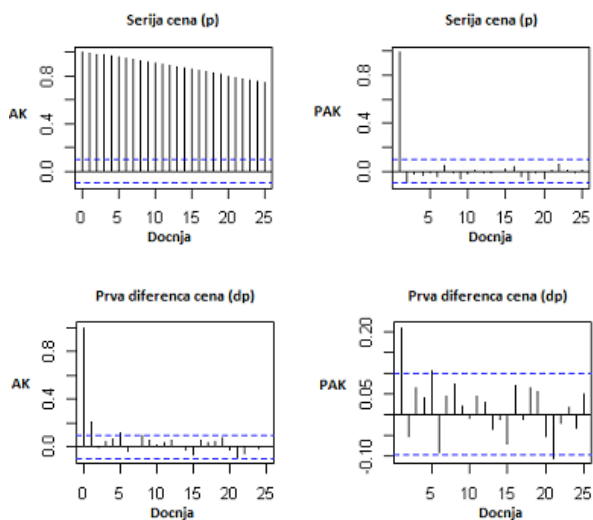 Serija cena (p)
AK
0.0 0.4 0.8
0 5 10 15 20 25
Docnja
Serija cena (p)
PAK
0.0 0.4 0.8
5 10 15 20 25
Docnja
Prva diferenca cena (dp)
AK
0.0 0.4 0.8
0 5 10 15 20 25
Docnja
Prva diferenca cena (dp)
PAK
-0.10 0.05 0.20
5 10 15 20 25
Docnja